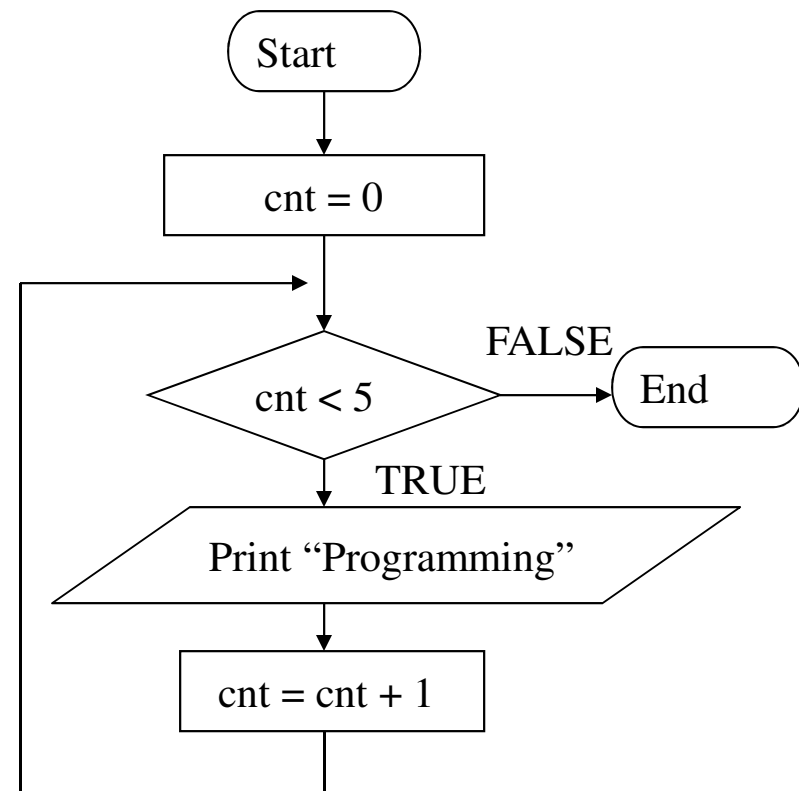 Start
cnt = 0
cnt < 5
FALSE
End
TRUE
Print “Programming”
cnt = cnt + 1